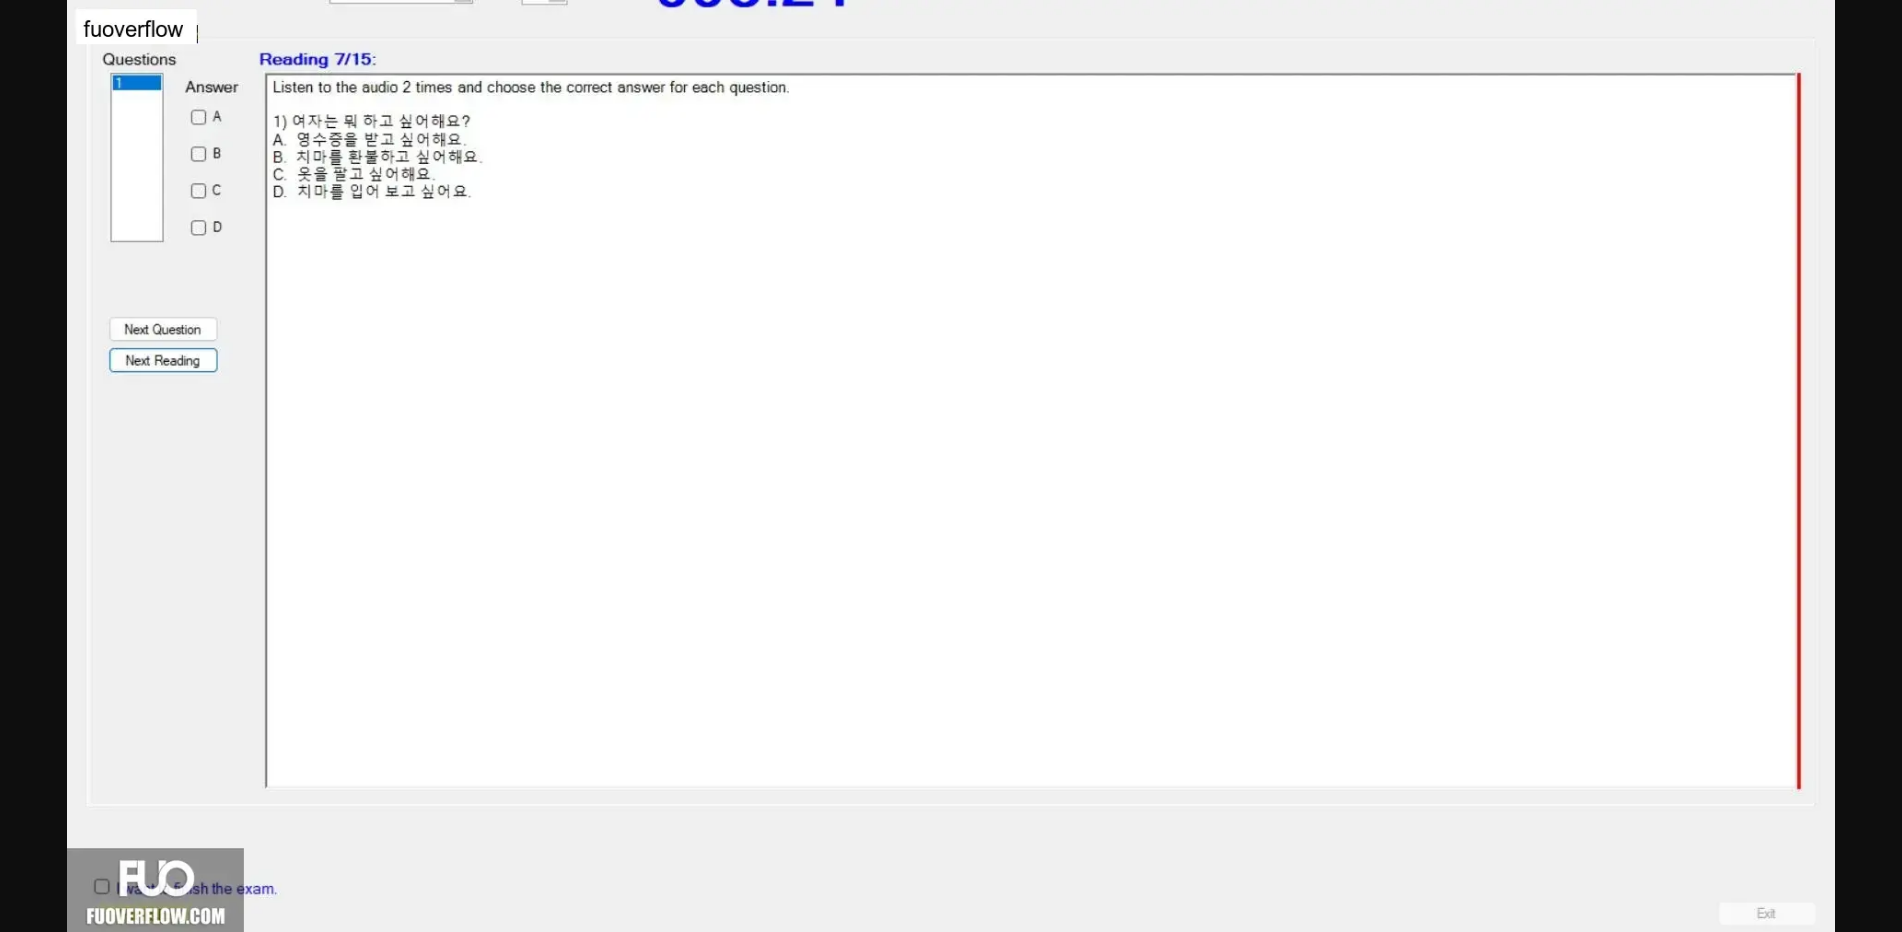 fuoverflow
Questions
Reading 7/15:
1
Answer
Listen to the audio 2 times and choose the correct answer for each question.
1) 여자는 뭐 하고 싶어해요?
A. 영수증을 받고 싶어해요.
B. 치마를 환불하고 싶어해요.
C. 옷을 팔고 싶어해요.
D. 치마를 입어 보고 싶어요.
A
B
C
D
Next Question
Next Reading
FUO
I want finish the exam.
FUOVERFLOW.COM
Exit